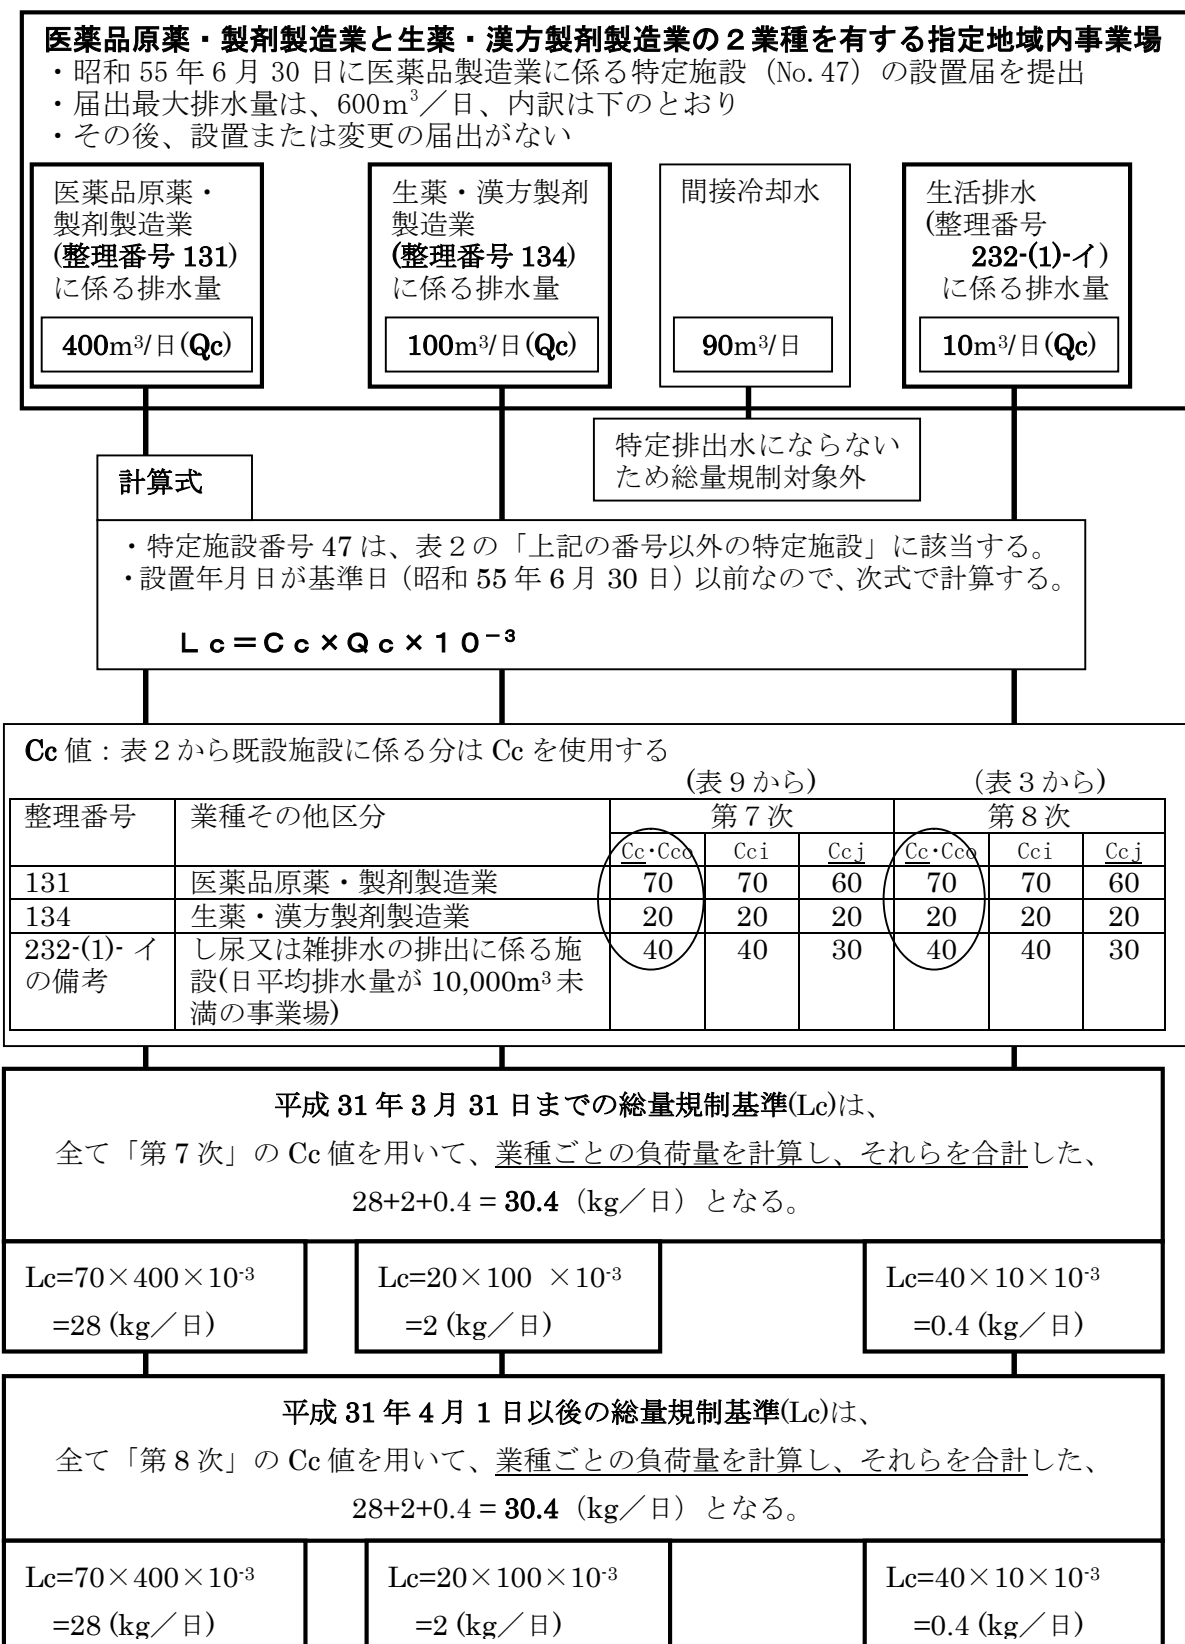 医薬品原薬・製剤製造業と生薬・漢方製剤製造業の２業種を有する指定地域内事業場
・昭和 55 年 6 月 30 日に医薬品製造業に係る特定施設（No.47）の設置届を提出
・届出最大排水量は、600m³／日、内訳は下のとおり
・その後、設置または変更の届出がない
医薬品原薬・
製剤製造業
(整理番号 131)
に係る排水量
400m³/日(Qc)
生薬・漢方製剤
製造業
(整理番号 134)
に係る排水量
100m³/日(Qc)
間接冷却水
90m³/日
生活排水
(整理番号
232-(1)-イ)
に係る排水量
10m³/日(Qc)
特定排出水にならない
ため総量規制対象外
計算式
・特定施設番号 47 は、表２の「上記の番号以外の特定施設」に該当する。
・設置年月日が基準日（昭和 55 年 6 月 30 日）以前なので、次式で計算する。
Ｌｃ＝Ｃｃ×Ｑｃ×１０⁻³
Cc 値：表２から既設施設に係る分は Cc を使用する
(表９から) (表３から)
整理番号 業種その他区分 第７次 第８次
Cc・Cco Cci Ccj Cc・Cco Cci Ccj
131 医薬品原薬・製剤製造業 70 70 60 70 70 60
134 生薬・漢方製剤製造業 20 20 20 20 20 20
232-(1)- イ し尿又は雑排水の排出に係る施 40 40 30 40 40 30
の備考 設(日平均排水量が 10,000m³未
満の事業場)
平成 31 年 3 月 31 日までの総量規制基準(Lc)は、
全て「第７次」の Cc 値を用いて、業種ごとの負荷量を計算し、それらを合計した、
28+2+0.4 = 30.4（kg／日）となる。
Lc=70×400×10⁻³
=28 (kg／日)
Lc=20×100 ×10⁻³
=2 (kg／日)
Lc=40×10×10⁻³
=0.4 (kg／日)
平成 31 年 4 月 1 日以後の総量規制基準(Lc)は、
全て「第８次」の Cc 値を用いて、業種ごとの負荷量を計算し、それらを合計した、
28+2+0.4 = 30.4（kg／日）となる。
Lc=70×400×10⁻³
=28 (kg／日)
Lc=20×100×10⁻³
=2 (kg／日)
Lc=40×10×10⁻³
=0.4 (kg／日)